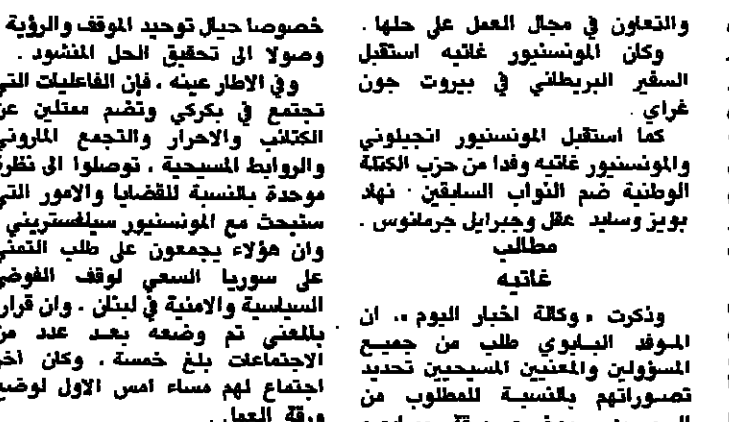 والتعاون في مجال العمل على حلها .
وكان المونسنيور غاتيه استقبل
السفير البريطاني في بيروت جون
غراي .
كما استقبل المونسنيور انجيلوني
والمونسنيور غاتيه وفدا من حزب الكتلة
الوطنية ضم النواب السابقين : نهاد
بويز وسايد عقل وجبرايل جرمانوس .
مطالب
غاتيه
وذكرت « وكالة اخبار اليوم »، ان
الموفد البابوي طلب من جميع
المسؤولين والمعنيين المسيحيين تحديد
تصوراتهم بالنسبة للمطلوب من
خصوصا حيال توحيد الموقف والرؤية
وصولا الى تحقيق الحل المنشود .
وفي الاطار عينه ، فإن الفاعليات التي
تجتمع في بكركي وتضم ممثلين عن
الكتائب والاحرار والتجمع الماروني
والروابط المسيحية ، توصلوا الى نظرة
موحدة بالنسبة للقضايا والامور التي
ستبحث مع المونسنيور سيلفستريني ،
وان هؤلاء يجمعون على طلب التمني
على سوريا السعي لوقف الفوضى
السياسية والامنية في لبنان . وان قرارا
بالمعنى تم وضعه بعد عدد من
الاجتماعات بلغ خمسة ، وكان آخر
اجتماع لهم مساء امس الاول لوضع
ورقة العمل .